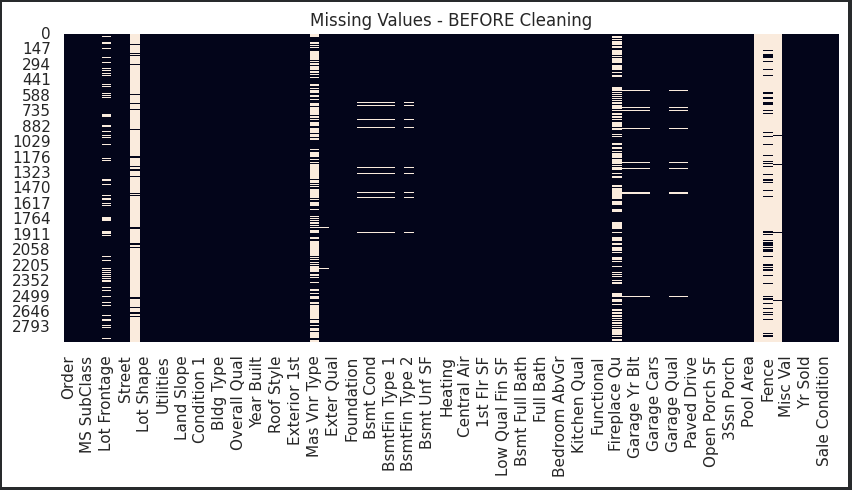 Missing Values - BEFORE Cleaning
0
147
294
441
588
735
882
1029
1176
1323
1470
1617
1764
1911
2058
2205
2352
2499
2646
2793
Order
MS SubClass
Lot Frontage
Street
Lot Shape
Utilities
Land Slope
Condition 1
Bldg Type
Overall Qual
Year Built
Roof Style
Exterior 1st
Mas Vnr Type
Exter Qual
Foundation
Bsmt Cond
BsmtFin Type 1
BsmtFin Type 2
Bsmt Unf SF
Heating
Central Air
1st Flr SF
Low Qual Fin SF
Bsmt Full Bath
Full Bath
Bedroom AbvGr
Kitchen Qual
Functional
Fireplace Qu
Garage Yr Blt
Garage Cars
Garage Qual
Paved Drive
Open Porch SF
3Ssn Porch
Pool Area
Fence
Misc Val
Yr Sold
Sale Condition